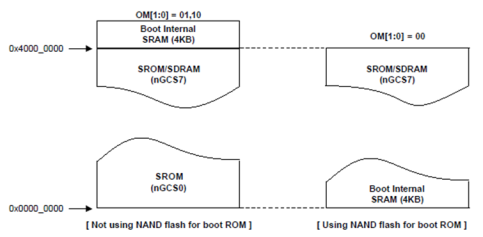 OM[1:0] = 01,10
Boot Internal
SRAM (4KB)
OM[1:0] = 00
0x4000_0000
SROM/SDRAM
(nGCS7)
SROM/SDRAM
(nGCS7)
SROM
(nGCS0)
Boot Internal
SRAM (4KB)
0x0000_0000
[ Not using NAND flash for boot ROM ]
[ Using NAND flash for boot ROM ]